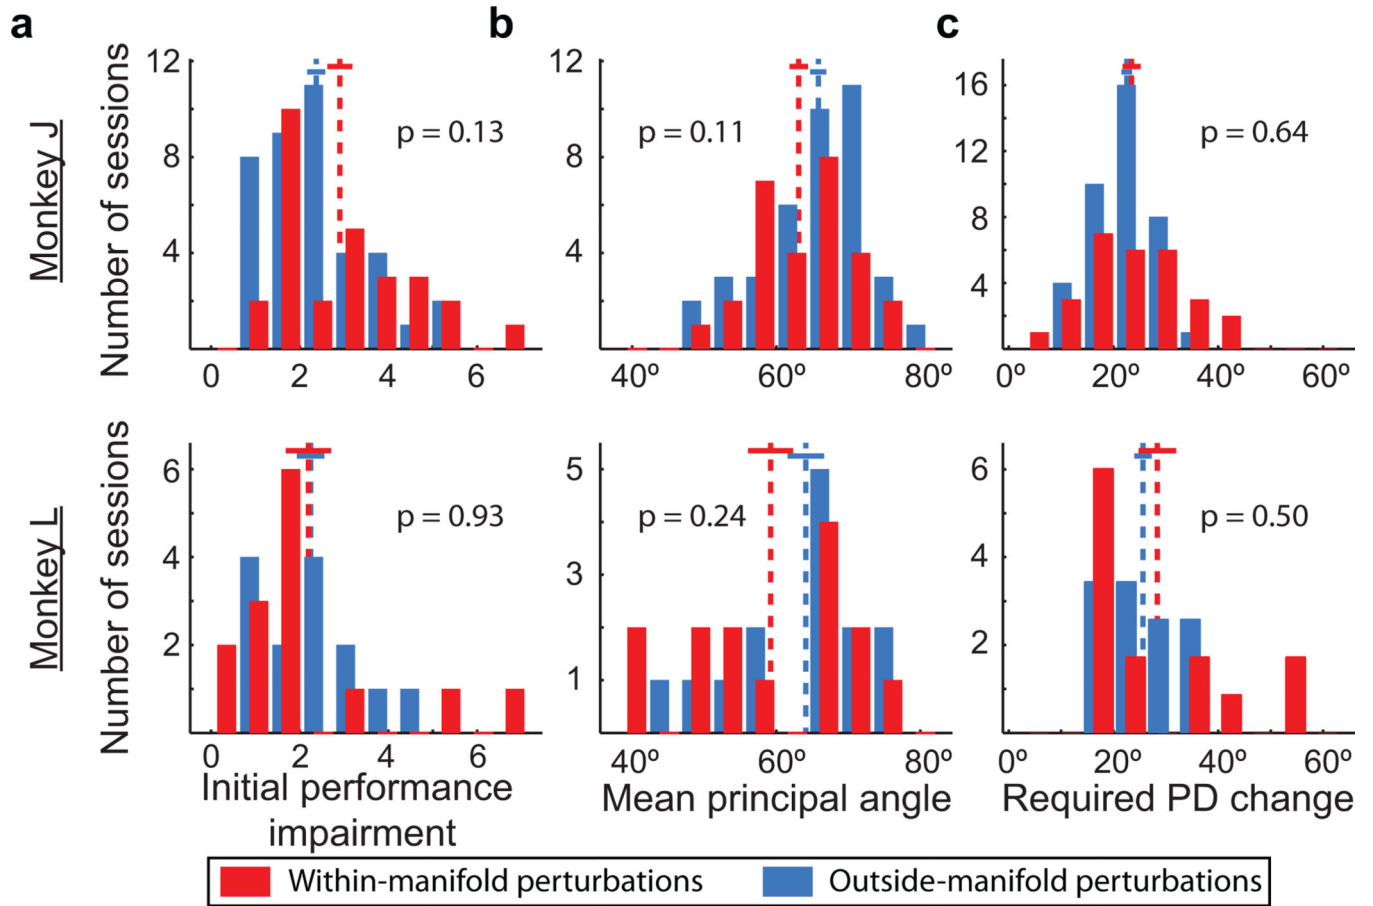 a
b
c
Monkey J
Number of sessions
12
8
4
p = 0.13
0
2
4
6
12
8
4
p = 0.11
40º
60º
80º
16
12
8
4
p = 0.64
0º
20º
40º
60º
Monkey L
Number of sessions
6
4
2
p = 0.93
0
2
4
6
Initial performance
impairment
5
3
1
p = 0.24
40º
60º
80º
Mean principal angle
6
4
2
p = 0.50
0º
20º
40º
60º
Required PD change
Within-manifold perturbations
Outside-manifold perturbations